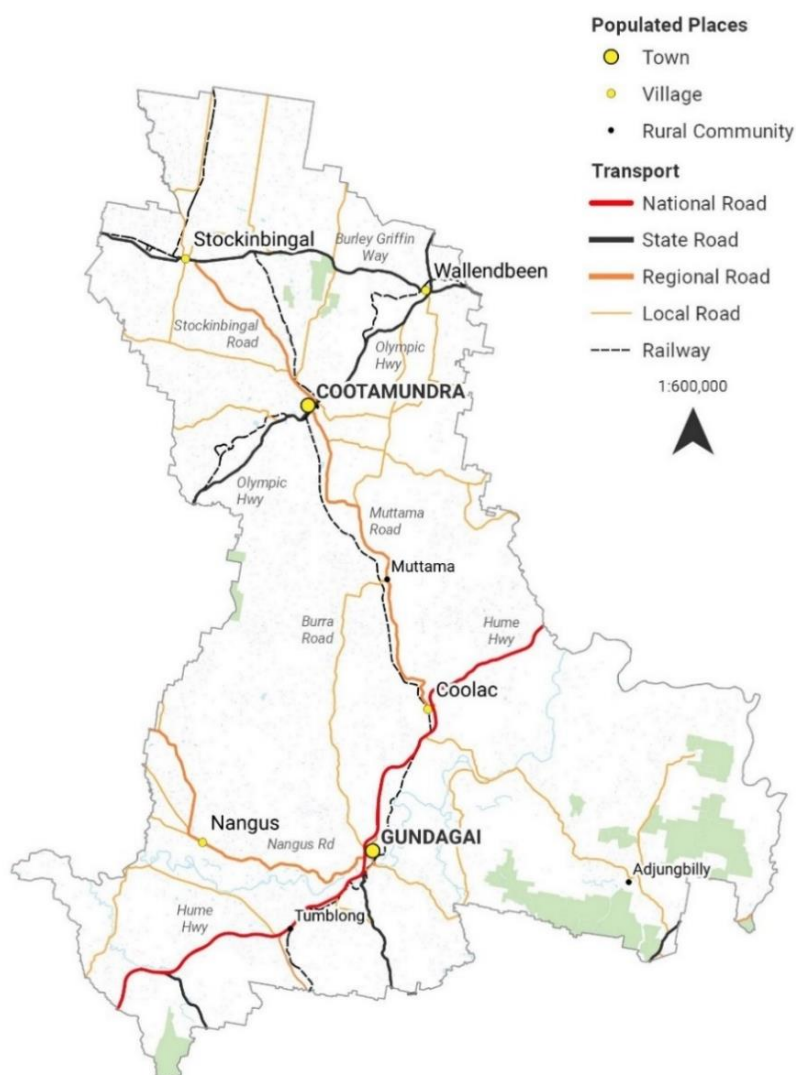 Populated Places
Town
Village
Rural Community
Transport
National Road
State Road
Regional Road
Local Road
Railway
1:600,000
Stockinbingal
Burley Griffin
Way
Wallendbeen
Stockinbingal
Road
Olympic
Hwy
COOTAMUNDRA
Olympic
Hwy
Muttama
Road
Muttama
Burra
Road
Hume
Hwy
Coolac
Nangus
Nangus Rd
GUNDAGAI
Adjungbilly
Hume
Hwy
Tumblong